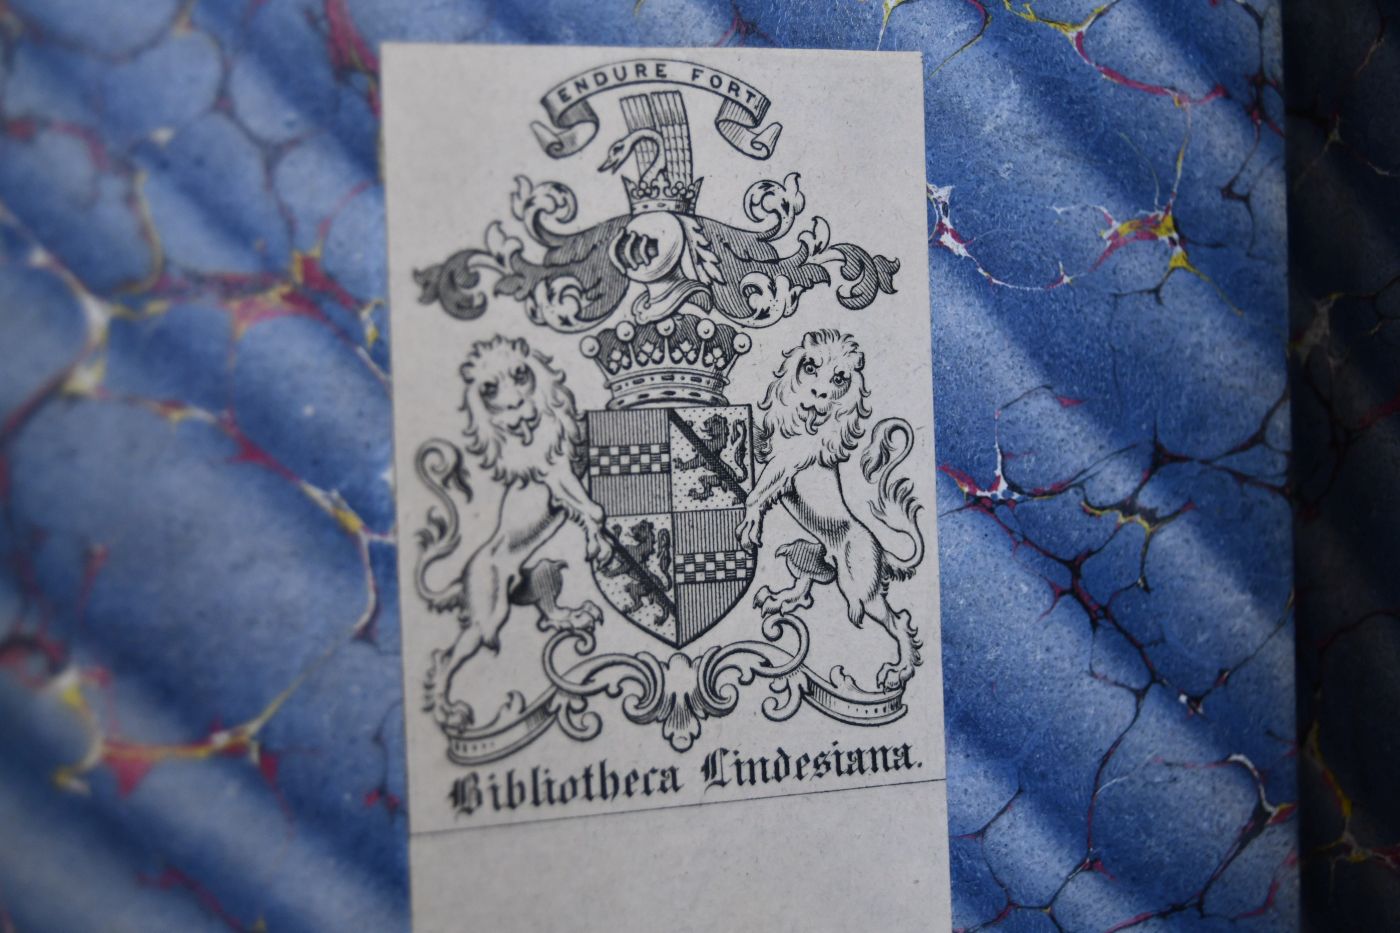 ENDURE FORT.
Bibliotheca Lindesiana.